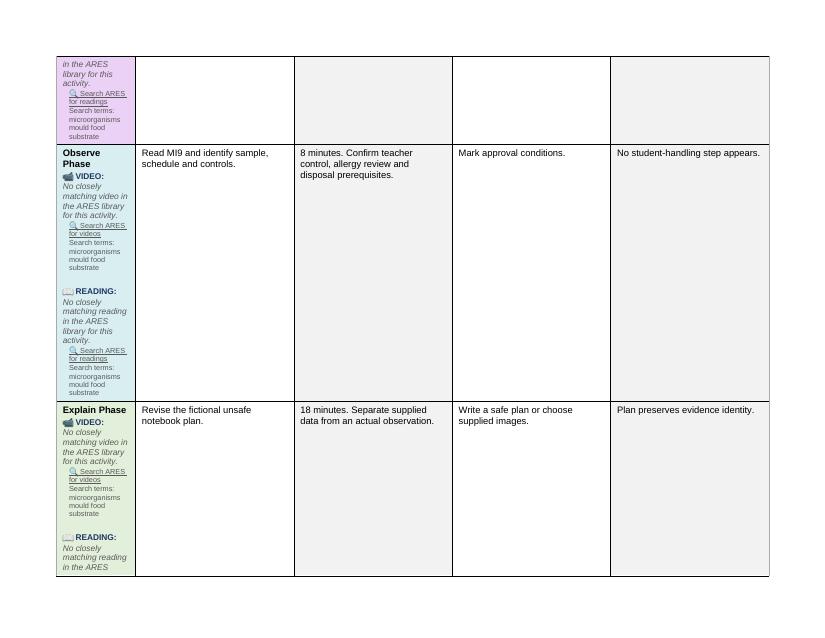 in the ARES
library for this
activity.
🔍 Search ARES
for readings
Search terms:
microorganisms
mould food
substrate
Observe
Phase
📹 VIDEO:
No closely
matching video in
the ARES library
for this activity.
🔍 Search ARES
for videos
Search terms:
microorganisms
mould food
substrate
📖 READING:
No closely
matching reading
in the ARES
library for this
activity.
🔍 Search ARES
for readings
Search terms:
microorganisms
mould food
substrate
Read MI9 and identify sample,
schedule and controls.
8 minutes. Confirm teacher
control, allergy review and
disposal prerequisites.
Mark approval conditions.
No student-handling step appears.
Explain Phase
📹 VIDEO:
No closely
matching video in
the ARES library
for this activity.
🔍 Search ARES
for videos
Search terms:
microorganisms
mould food
substrate
📖 READING:
No closely
matching reading
in the ARES
Revise the fictional unsafe
notebook plan.
18 minutes. Separate supplied
data from an actual observation.
Write a safe plan or choose
supplied images.
Plan preserves evidence identity.